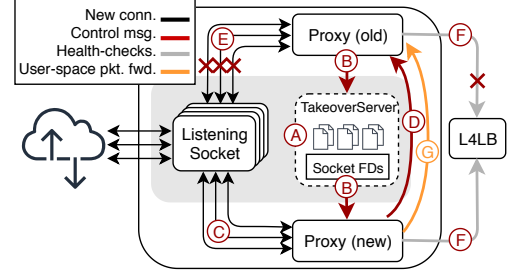 New conn.
Control msg.
Health-checks.
User-space pkt. fwd.
E
Proxy (old)
F
B
TakeoverServer
A
Listening
Socket
D
L4LB
G
Socket FDs
B
C
Proxy (new)
F